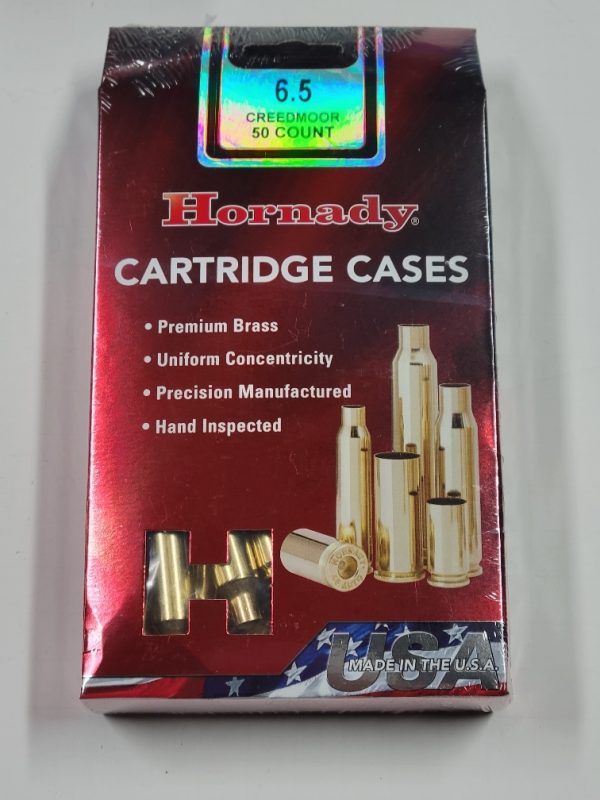 6.5
CREEDMOOR
50 COUNT
Hornady®
CARTRIDGE CASES
• Premium Brass
• Uniform Concentricity
• Precision Manufactured
• Hand Inspected
H
USA
MADE IN THE U.S.A.